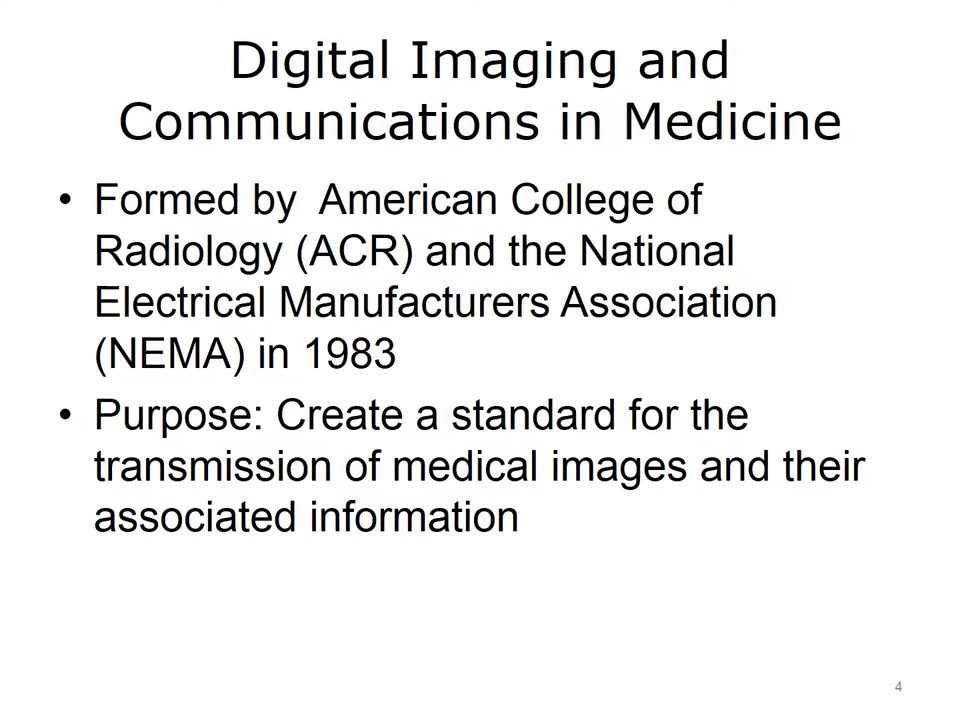 Digital Imaging and
Communications in Medicine
• Formed by  American College of
Radiology (ACR) and the National
Electrical Manufacturers Association
(NEMA) in 1983
• Purpose: Create a standard for the
transmission of medical images and their
associated information
4